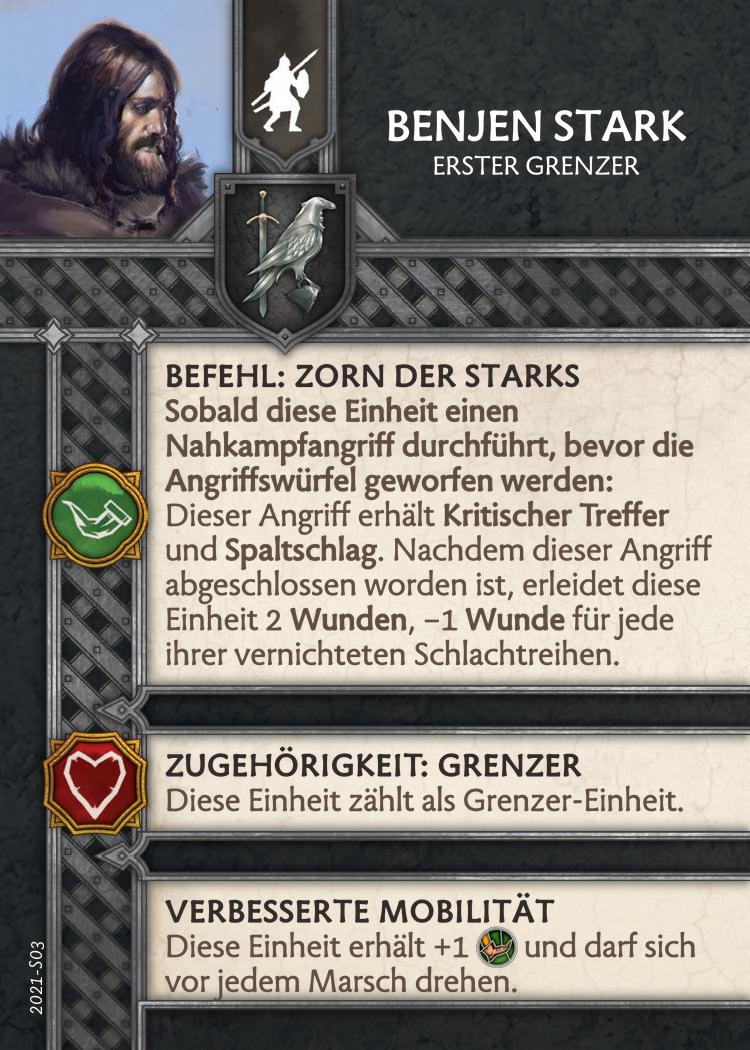 BENJEN STARK
ERSTER GRENZER
BEFEHL: ZORN DER STARKS
Sobald diese Einheit einen
Nahkampfangriff durchführt, bevor die
Angriffswürfel geworfen werden:
Dieser Angriff erhält Kritischer Treffer
und Spaltschlag. Nachdem dieser Angriff
abgeschlossen worden ist, erleidet diese
Einheit 2 Wunden, –1 Wunde für jede
ihrer vernichteten Schlachtreihen.
ZUGEHÖRIGKEIT: GRENZER
Diese Einheit zählt als Grenzer-Einheit.
VERBESSERTE MOBILITÄT
Diese Einheit erhält +1 und darf sich
vor jedem Marsch drehen.
2021-S03